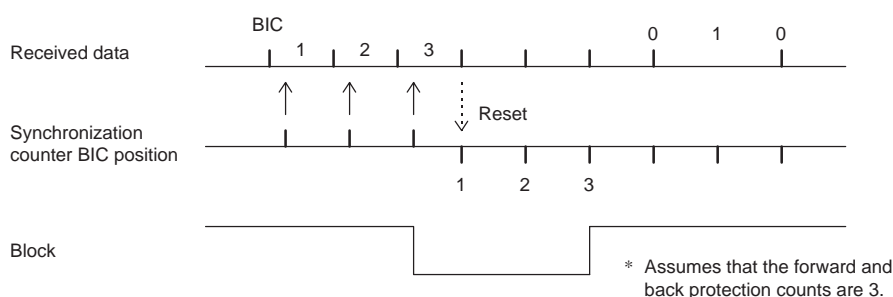 BIC
Received data
1 2 3 0 1 0
Reset
Synchronization
counter BIC position
1 2 3
Block
* Assumes that the forward and
back protection counts are 3.